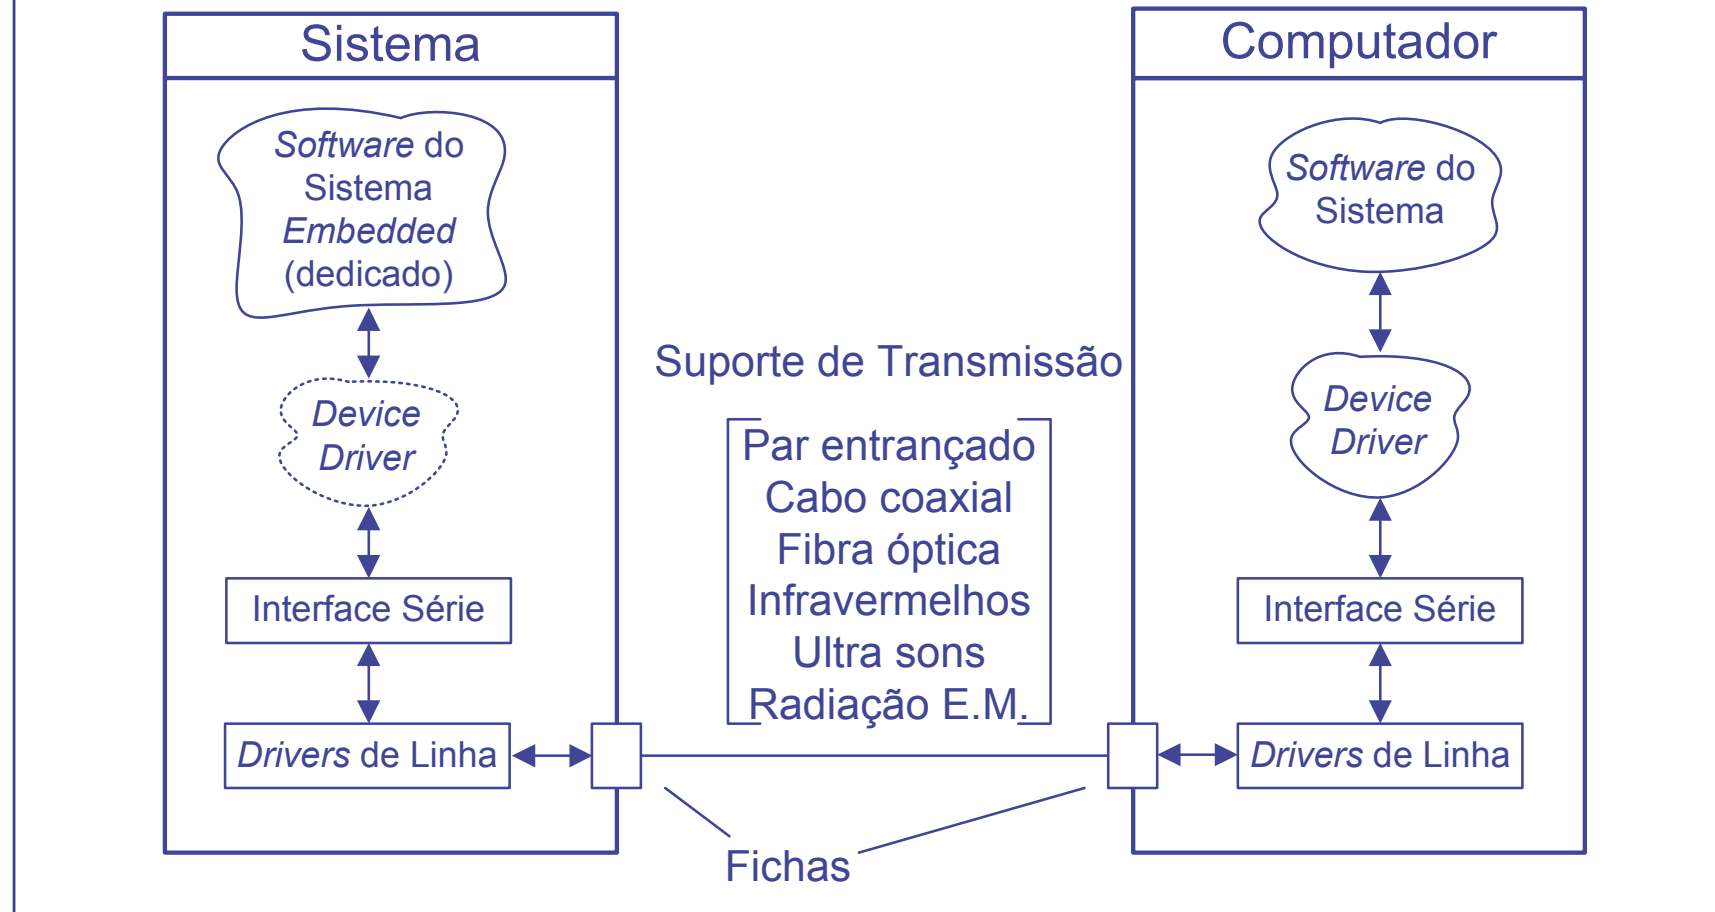 Sistema
Software do
Sistema
Embedded
(dedicado)
Device
Driver
Interface Série
Drivers de Linha
Suporte de Transmissão
Par entrançado
Cabo coaxial
Fibra óptica
Infravermelhos
Ultra sons
Radiação E.M.
Fichas
Computador
Software do
Sistema
Device
Driver
Interface Série
Drivers de Linha